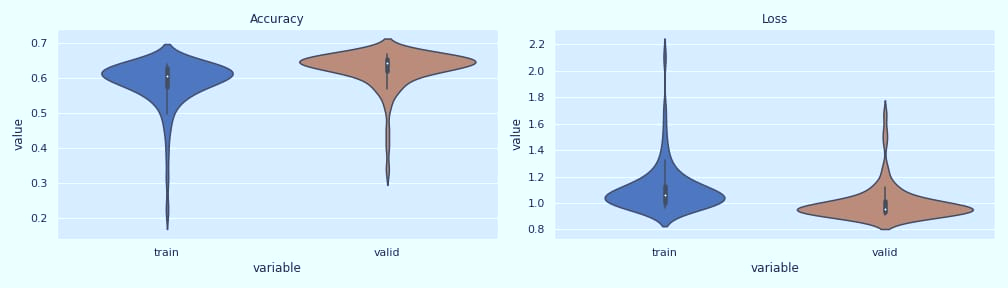 Accuracy
0.7
0.6
0.5
0.4
0.3
0.2
value
train valid
variable
Loss
2.2
2.0
1.8
1.6
1.4
1.2
1.0
0.8
value
train valid
variable